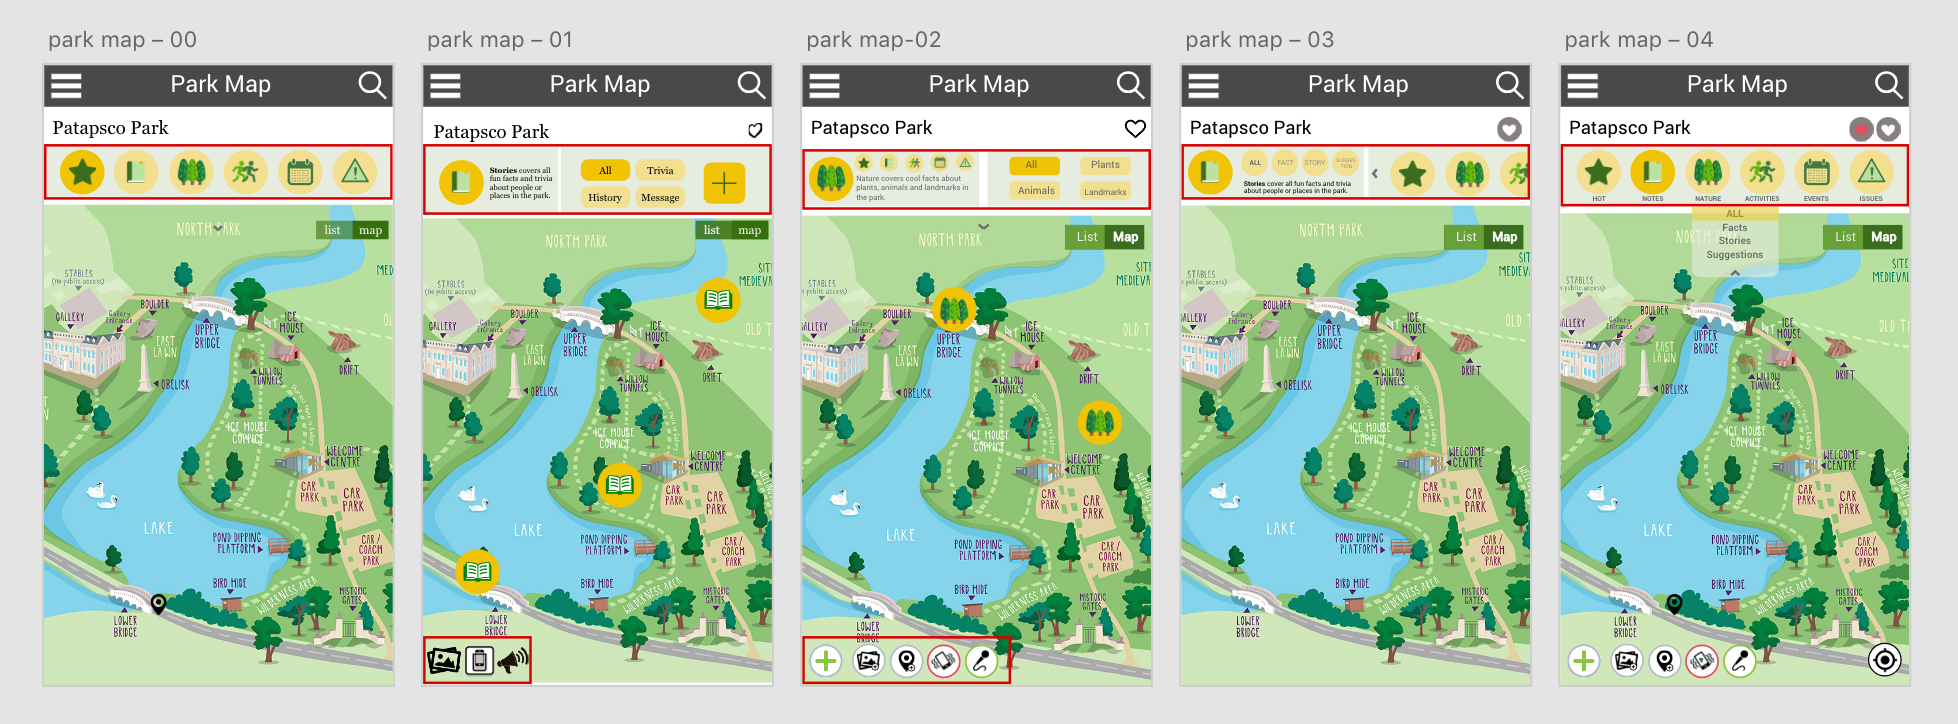 park map – 00
Park Map
Patapsco Park
NORTH PARK
list map
STABLES
(no public access)
MED
BOULDER
GALLERY
Gallery
Entrance
UPPER
BRIDGE
ICE
HOUSE
OL
EAST
LAWN
DRIFT
OBELISK
WILLOW
TUNNELS
ICE HOUSE
COPPICE
WELCOME
CENTRE
CAR
PARK
CAR
PARK
LAKE
POND DIPPING
PLATFORM
CAR/
COACH
PARK
BIRD HIDE
WILDERNESS AREA
HISTORIC
GATES
LOWER
BRIDGE
park map – 01
Park Map
Patapsco Park
Stories covers all
fun facts and trivia
about people or
places in the park.
All Trivia
History Message
list map
NORTH PARK
STABLES
(no public access)
SITE
MEDIEVA
BOULDER
GALLERY
Gallery
Entrance
UPPER
BRIDGE
ICE
HOUSE
OLD T
EAST
LAWN
DRIFT
OBELISK
WILLOW
TUNNELS
ICE HOUSE
COPPICE
WELCOME
CENTRE
CAR
PARK
CAR
PARK
LAKE
POND DIPPING
PLATFORM
CAR/
COACH
PARK
BIRD HIDE
WILDERNESS AREA
HISTORIC
GATES
LOWER
BRIDGE
park map-02
Park Map
Patapsco Park
Nature covers cool facts about
plants, animals and landmarks in
the park.
All Plants
Animals Landmarks
List Map
NORTH PARK
STABLES
public access)
SITE
MEDIEVA
BOULDER
ALLERY
Gallery
Entrance
UPPER
BRIDGE
ICE
HOUSE
OLD T
EAST
LAWN
DRIFT
OBELISK
WILLOW
TUNNELS
ICE HOUSE
COPPICE
WELCOME
CENTRE
CAR
PARK
CAR
PARK
LAKE
POND DIPPING
PLATFORM
CAR/
COACH
PARK
BIRD HIDE
WILDERNESS AREA
HISTORIC
GATES
LOWER
BRIDGE
park map – 03
Park Map
Patapsco Park
ALL FACT STORY SUGGES-
TION
Stories cover all fun facts and trivia
about people or places in the park.
List Map
NORTH PARK
STABLES
public access)
SIT
MEDIEV
BOULDER
GALLERY
Gallery
Entrance
UPPER
BRIDGE
ICE
HOUSE
OLD T
EAST
LAWN
DRIFT
OBELISK
WILLOW
TUNNELS
ICE HOUSE
COPPICE
WELCOME
CENTRE
CAR
PARK
CAR
PARK
LAKE
POND DIPPING
PLATFORM
CAR/
COACH
PARK
BIRD HIDE
WILDERNESS AREA
HISTORIC
GATES
LOWER
BRIDGE
park map – 04
Park Map
Patapsco Park
HOT NOTES NATURE ACTIVITIES EVENTS ISSUES
ALL
Facts
Stories
Suggestions
List Map
STABLES
public access)
SITE
MEDIEVAL
BOULDER
ALLERY
Gallery
Entrance
UPPER
BRIDGE
ICE
HOUSE
EAST
LAWN
DRIFT
OBELISK
WILLOW
TUNNELS
ICE HOUSE
COPPICE
WELCOME
CENTRE
CAR
PARK
CAR
PARK
LAKE
POND DIPPING
PLATFORM
CAR/
COACH
PARK
BIRD HIDE
WILDERNESS AREA
HISTORIC
GATES
LOWER
BRIDGE